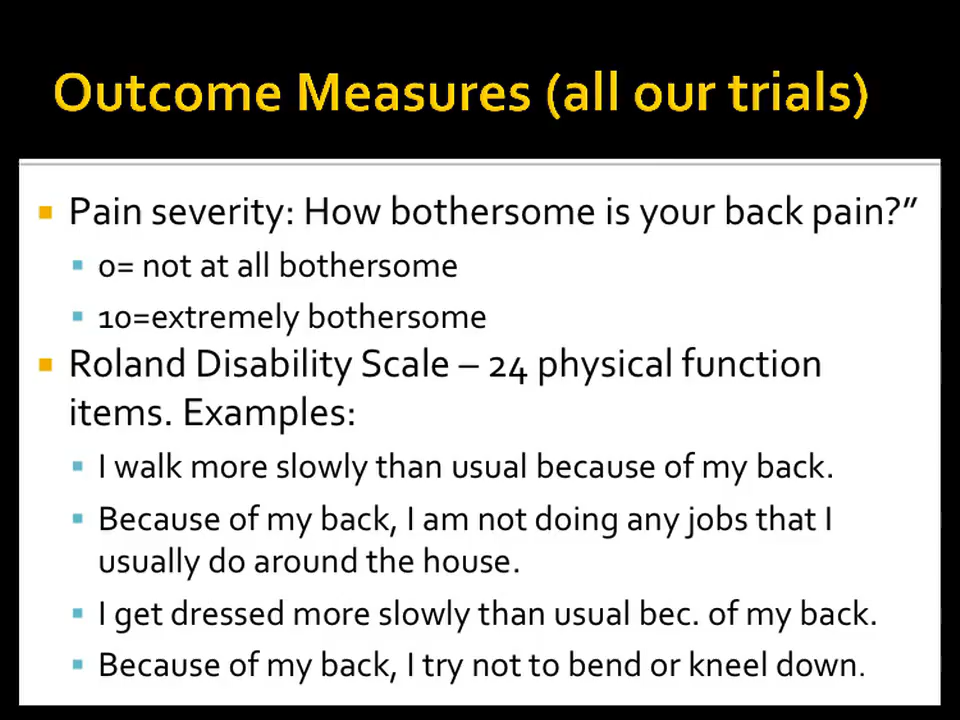 Outcome Measures (all our trials)
Pain severity: How bothersome is your back pain?”
0= not at all bothersome
10=extremely bothersome
Roland Disability Scale – 24 physical function
items. Examples:
I walk more slowly than usual because of my back.
Because of my back, I am not doing any jobs that I
usually do around the house.
I get dressed more slowly than usual bec. of my back.
Because of my back, I try not to bend or kneel down.